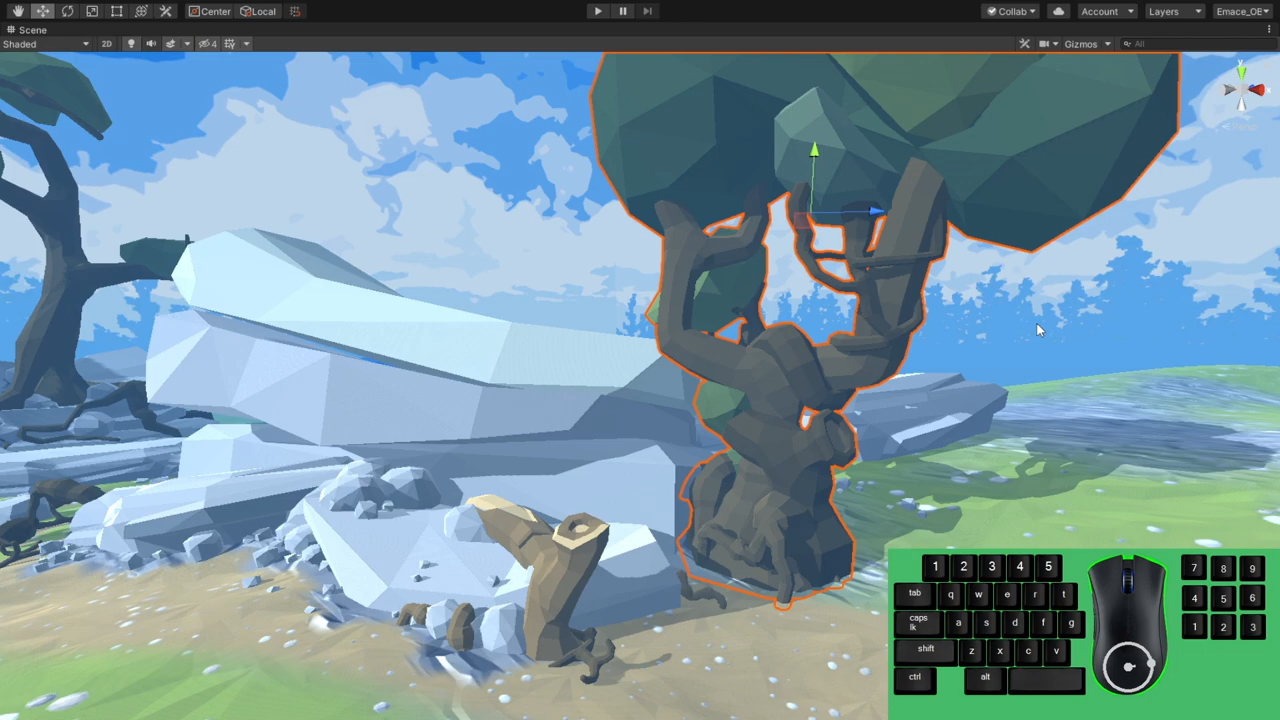 Center Local Collab Account Layers Emace_OE
Scene
Shaded 2D 4 Gizmos All
y
x
Persp
1 2 3 4 5 7 8 9
tab q w e r t 4 5 6
caps lk a s d f g 1 2 3
shift z x c v
ctrl alt